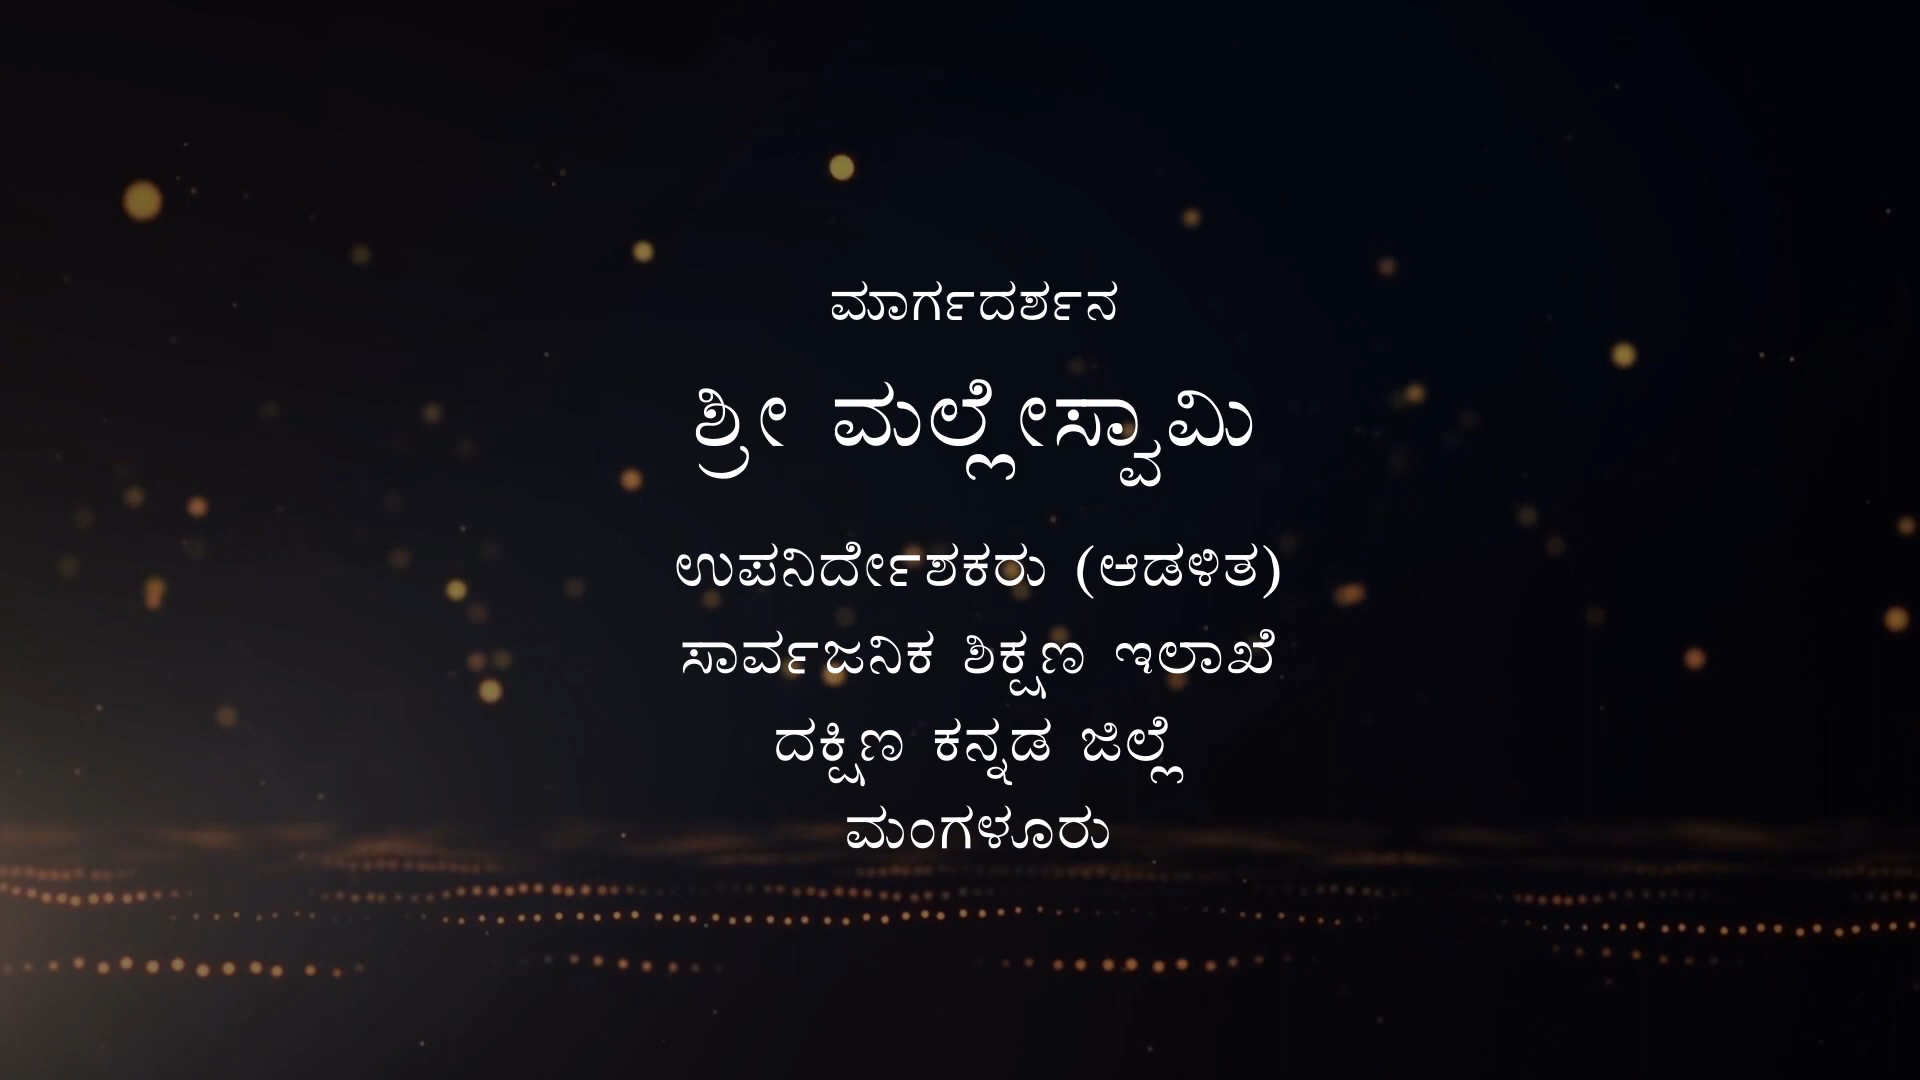 ಮಾರ್ಗದರ್ಶನ
ಶ್ರೀ ಮಲ್ಲೇಸ್ವಾಮಿ
ಉಪನಿರ್ದೇಶಕರು (ಆಡಳಿತ)
ಸಾರ್ವಜನಿಕ ಶಿಕ್ಷಣ ಇಲಾಖೆ
ದಕ್ಷಿಣ ಕನ್ನಡ ಜಿಲ್ಲೆ
ಮಂಗಳೂರು